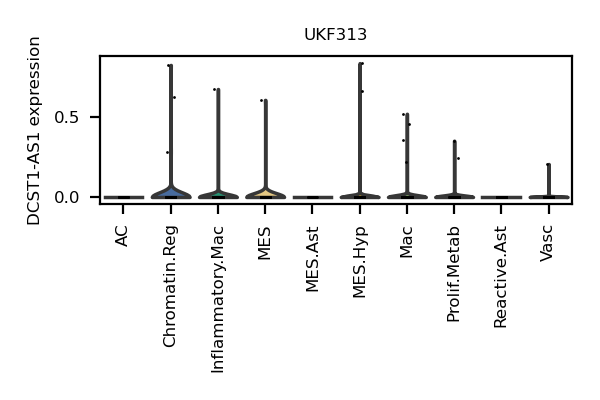 UKF313
DCST1-AS1 expression
0.5
0.0
AC
Chromatin.Reg
Inflammatory.Mac
MES
MES.Ast
MES.Hyp
Mac
Prolif.Metab
Reactive.Ast
Vasc